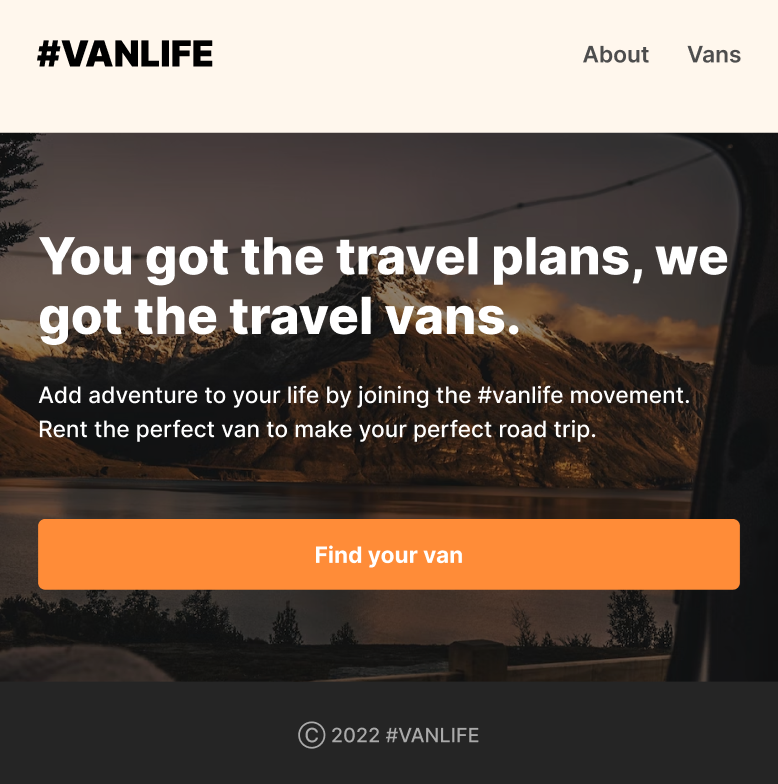 #VANLIFE
About Vans
You got the travel plans, we
got the travel vans.
Add adventure to your life by joining the #vanlife movement.
Rent the perfect van to make your perfect road trip.
Find your van
Ⓒ 2022 #VANLIFE